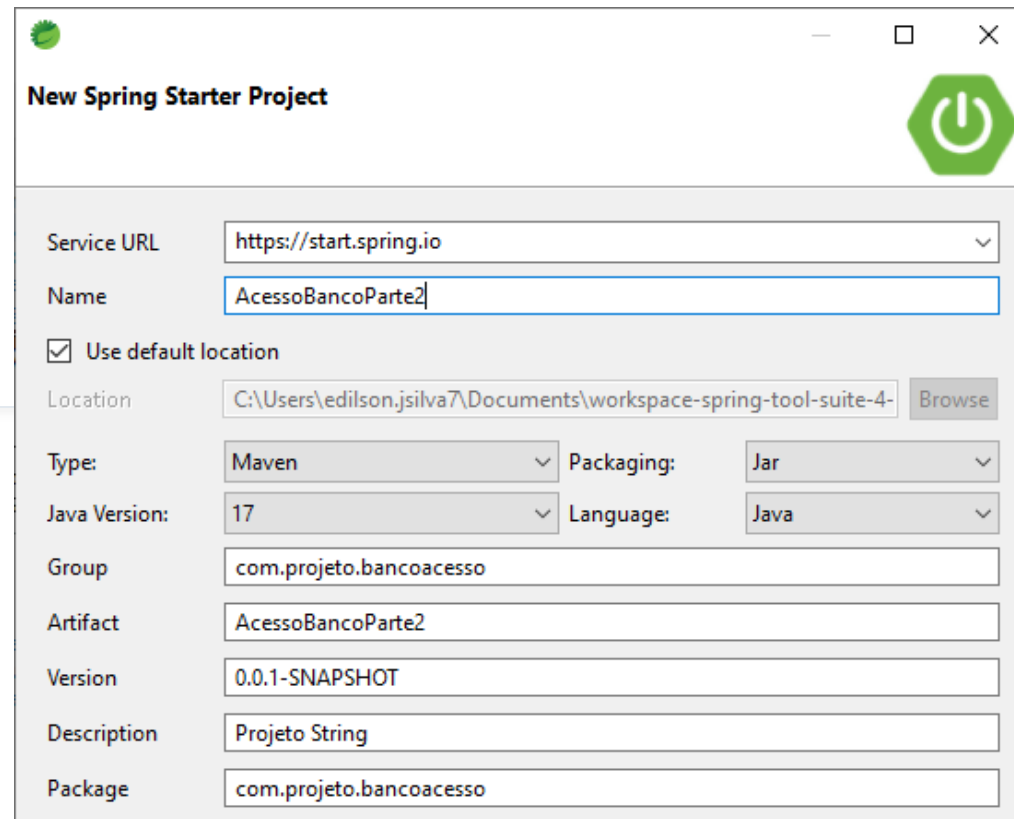 New Spring Starter Project
Service URL https://start.spring.io
Name AcessoBancoParte2
Use default location
Location C:\Users\edilson.jsilva7\Documents\workspace-spring-tool-suite-4- Browse
Type: Maven Packaging: Jar
Java Version: 17 Language: Java
Group com.projeto.bancoacesso
Artifact AcessoBancoParte2
Version 0.0.1-SNAPSHOT
Description Projeto String
Package com.projeto.bancoacesso